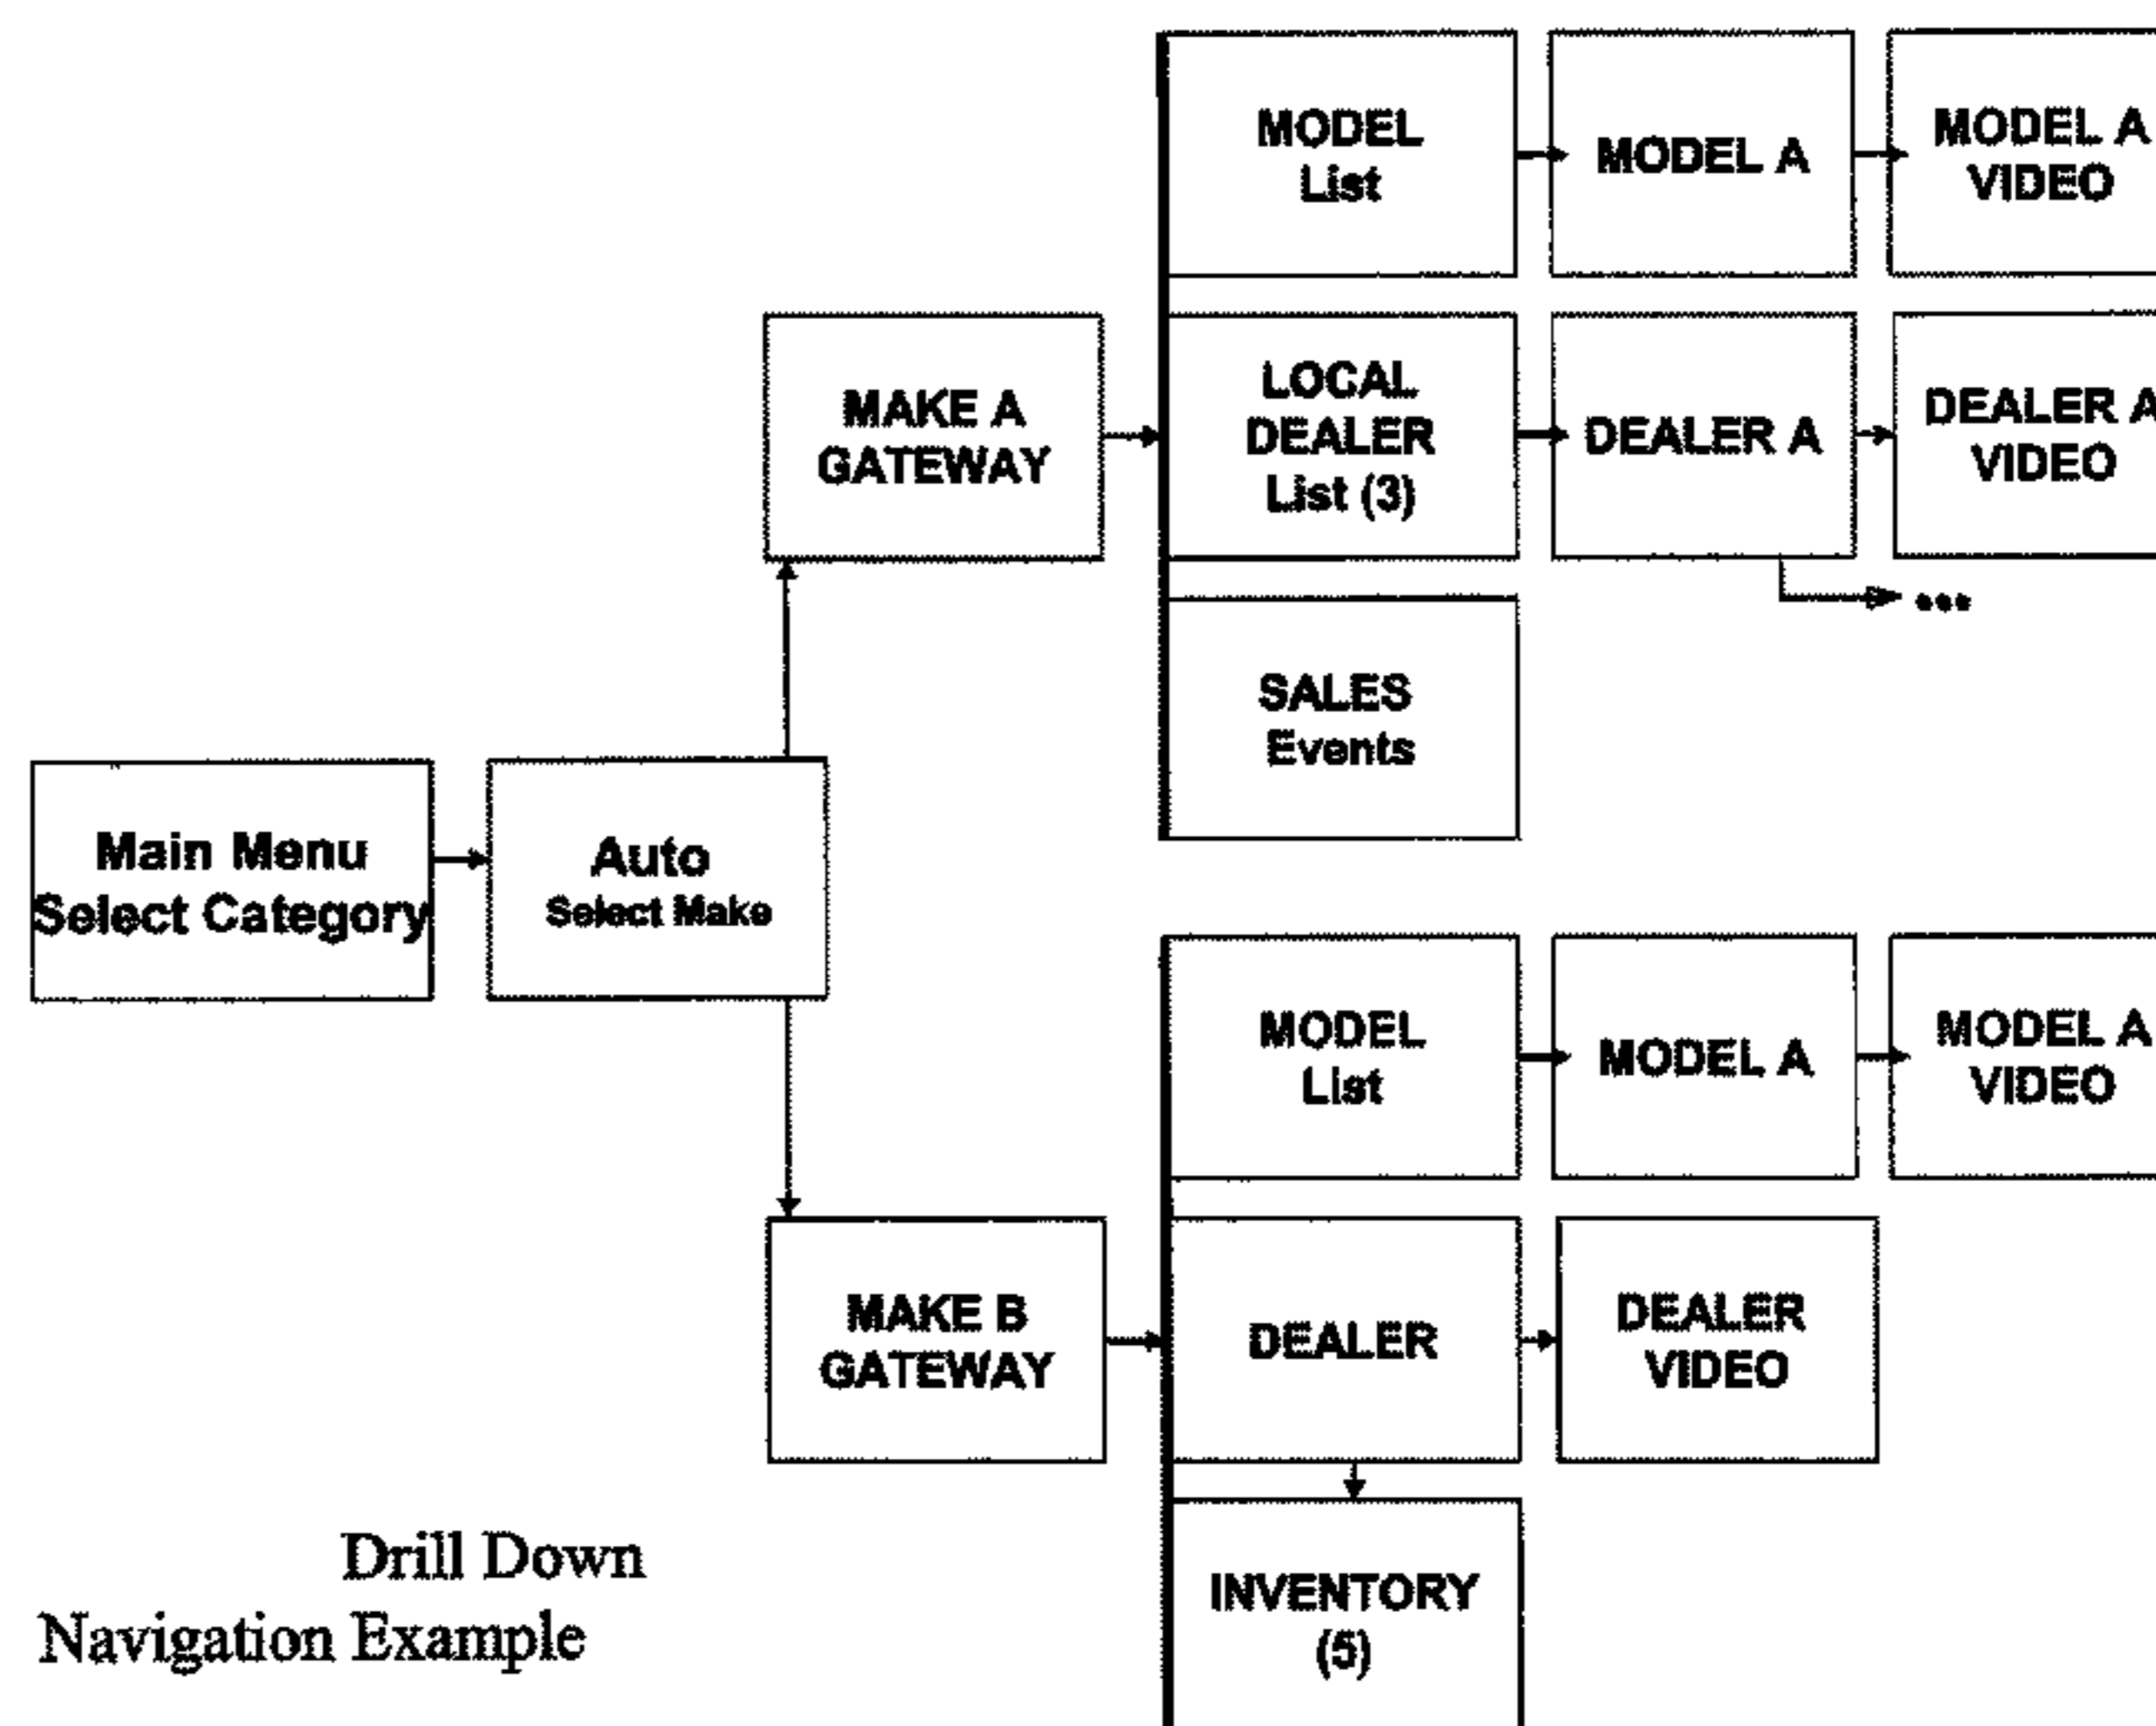 MODEL
List
MODEL A
MODEL A
VIDEO
MAKE A
GATEWAY
LOCAL
DEALER
List (3)
DEALER A
DEALER A
VIDEO
•••
SALES
Events
Main Menu
Select Category
Auto
Select Make
MODEL
List
MODEL A
MODEL A
VIDEO
MAKE B
GATEWAY
DEALER
DEALER
VIDEO
INVENTORY
(5)
Drill Down
Navigation Example